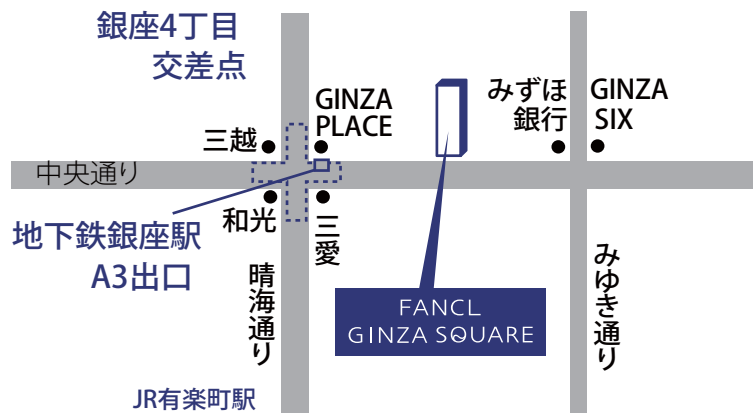 銀座4丁目
交差点
三越
GINZA
PLACE
みずほ
銀行
GINZA
SIX
中央通り
和光
三愛
地下鉄銀座駅
A3出口
晴海通り
FANCL
GINZA SQUARE
みゆき通り
JR有楽町駅